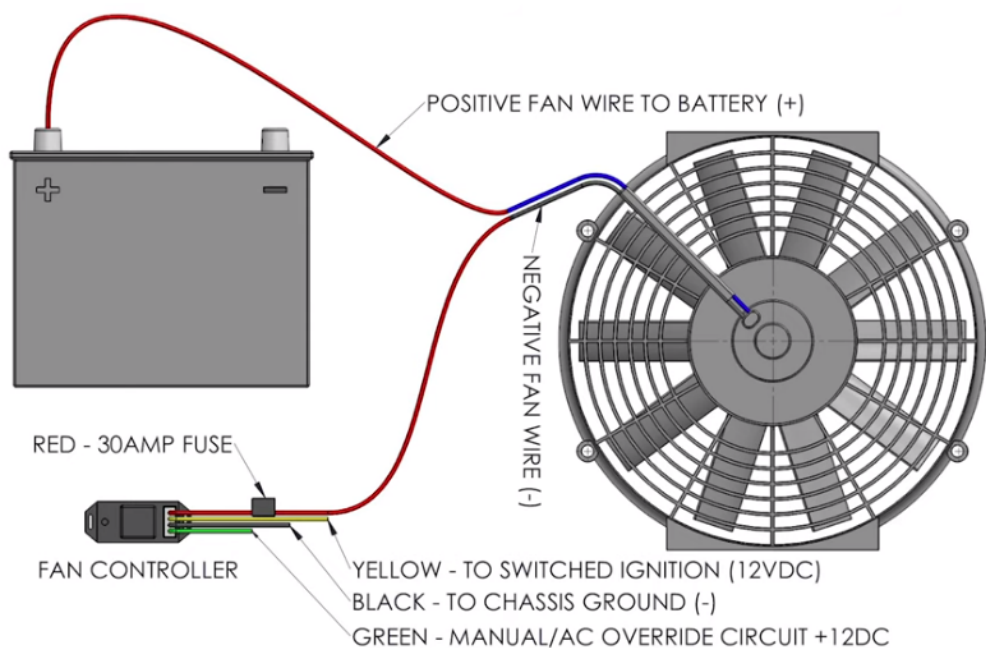 POSITIVE FAN WIRE TO BATTERY (+)
+
−
NEGATIVE FAN WIRE (-)
RED - 30AMP FUSE
FAN CONTROLLER
YELLOW - TO SWITCHED IGNITION (12VDC)
BLACK - TO CHASSIS GROUND (-)
GREEN - MANUAL/AC OVERRIDE CIRCUIT +12DC